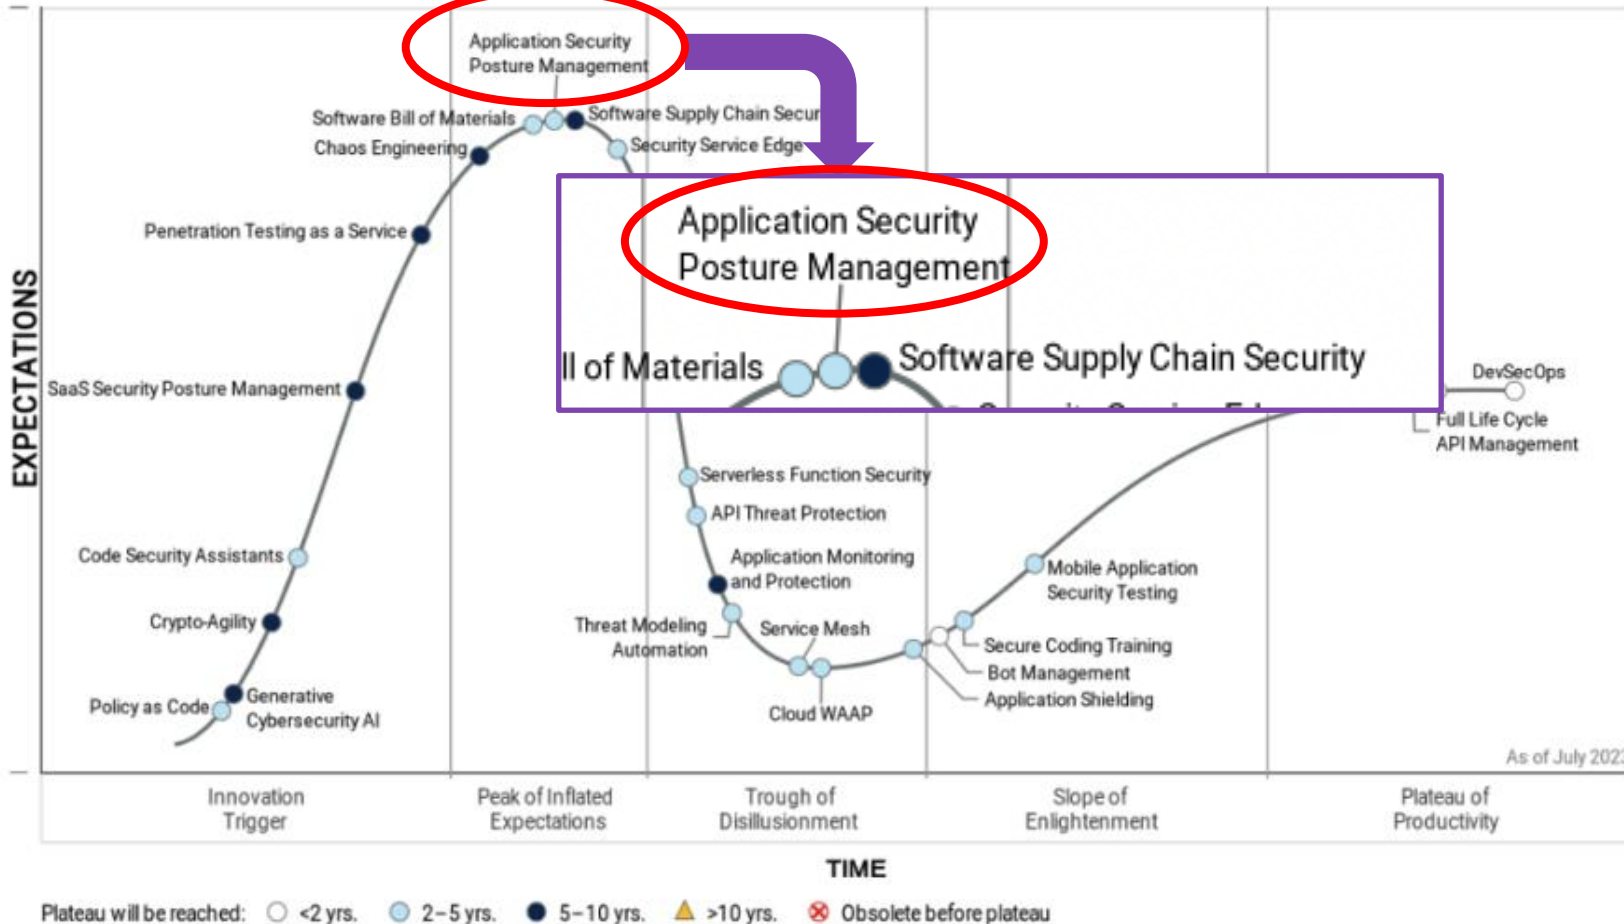 Application Security
Posture Management
Software Bill of Materials
Software Supply Chain Secur
Chaos Engineering
Security Service Edge
Penetration Testing as a Service
Application Security
Posture Management
ll of Materials
Software Supply Chain Security
SaaS Security Posture Management
DevSecOps
Full Life Cycle
API Management
Serverless Function Security
API Threat Protection
Code Security Assistants
Application Monitoring
and Protection
Mobile Application
Security Testing
Crypto-Agility
Threat Modeling
Automation
Service Mesh
Secure Coding Training
Bot Management
Application Shielding
Policy as Code
Generative
Cybersecurity AI
Cloud WAAP
As of July 2023
EXPECTATIONS
Innovation
Trigger
Peak of Inflated
Expectations
Trough of
Disillusionment
Slope of
Enlightenment
Plateau of
Productivity
TIME
Plateau will be reached: <2 yrs. 2–5 yrs. 5–10 yrs. >10 yrs. Obsolete before plateau